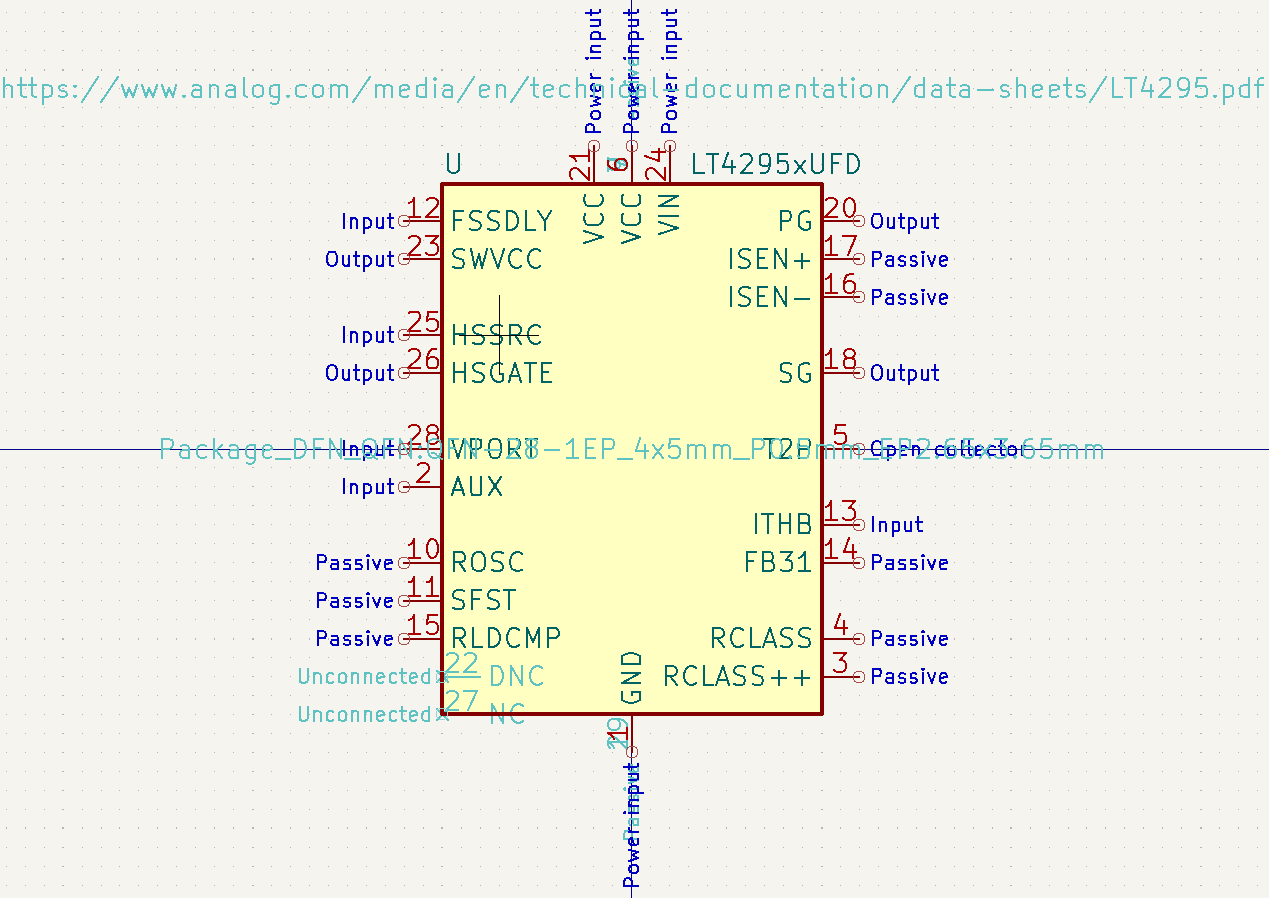 Power input Power input Power input
https://www.analog.com/media/en/technical-documentation/data-sheets/LT4295.pdf
U 21 6 24 LT4295xUFD
VCC VCC VIN
Input 12 FSSDLY PG 20 Output
Output 23 SWVCC ISEN+ 17 Passive
ISEN- 16 Passive
Input 25 HSSRC
Output 26 HSGATE SG 18 Output
Input 28 VPORT T2P 5 Open collector
Package_DFN_QFN:QFN-28-1EP_4x5mm_P0.5mm_EP2.65x3.65mm
Input 2 AUX
ITHB 13 Input
Passive 10 ROSC FB31 14 Passive
Passive 11 SFST
Passive 15 RLDCMP RCLASS 4 Passive
Unconnected 22 DNC GND RCLASS++ 3 Passive
Unconnected 27 NC
1 29
Power input Passive